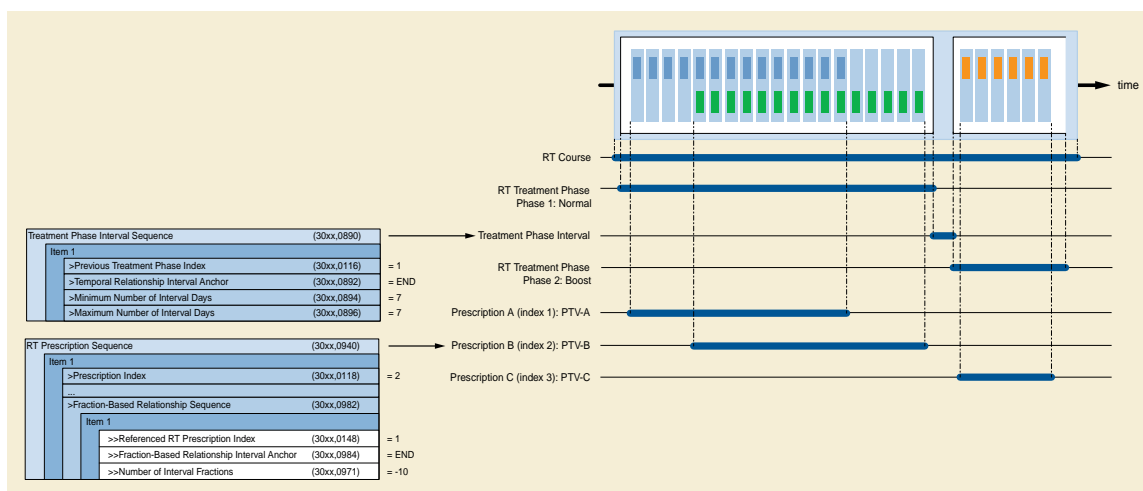 time
RT Course
RT Treatment Phase
Phase 1: Normal
Treatment Phase Interval Sequence (30xx,0890)
Treatment Phase Interval
Item 1
>Previous Treatment Phase Index (30xx,0116) = 1
>Temporal Relationship Interval Anchor (30xx,0892) = END
>Minimum Number of Interval Days (30xx,0894) = 7
>Maximum Number of Interval Days (30xx,0896) = 7
RT Treatment Phase
Phase 2: Boost
Prescription A (index 1): PTV-A
RT Prescription Sequence (30xx,0940)
Prescription B (index 2): PTV-B
Item 1
>Prescription Index (30xx,0118) = 2
Prescription C (index 3): PTV-C
...
>Fraction-Based Relationship Sequence (30xx,0982)
Item 1
>>Referenced RT Prescription Index (30xx,0148) = 1
>>Fraction-Based Relationship Interval Anchor (30xx,0984) = END
>>Number of Interval Fractions (30xx,0971) = -10